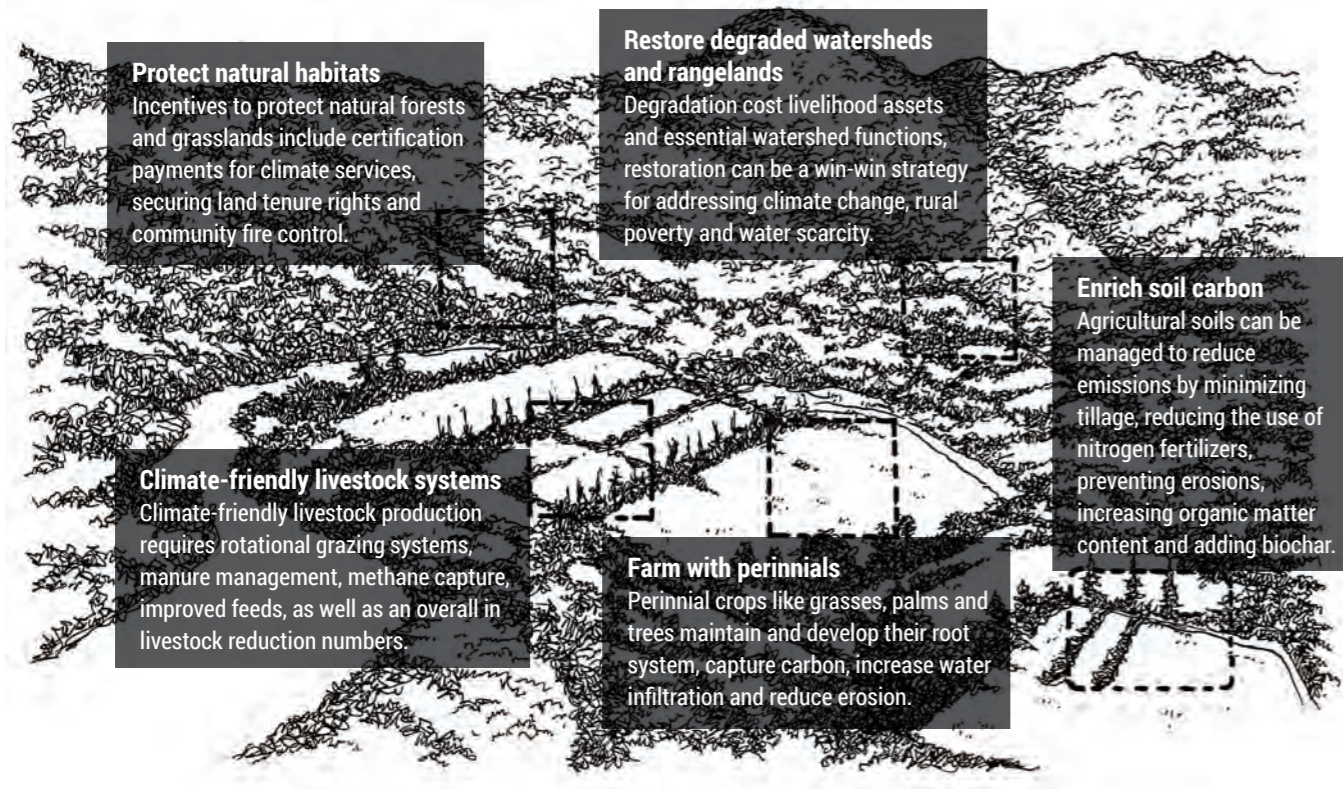 Protect natural habitats
Incentives to protect natural forests
and grasslands include certification
payments for climate services,
securing land tenure rights and
community fire control.
Restore degraded watersheds
and rangelands
Degradation cost livelihood assets
and essential watershed functions,
restoration can be a win-win strategy
for addressing climate change, rural
poverty and water scarcity.
Enrich soil carbon
Agricultural soils can be
managed to reduce
emissions by minimizing
tillage, reducing the use of
nitrogen fertilizers,
preventing erosions,
increasing organic matter
content and adding biochar.
Climate-friendly livestock systems
Climate-friendly livestock production
requires rotational grazing systems,
manure management, methane capture,
improved feeds, as well as an overall in
livestock reduction numbers.
Farm with perinnials
Perinnial crops like grasses, palms and
trees maintain and develop their root
system, capture carbon, increase water
infiltration and reduce erosion.